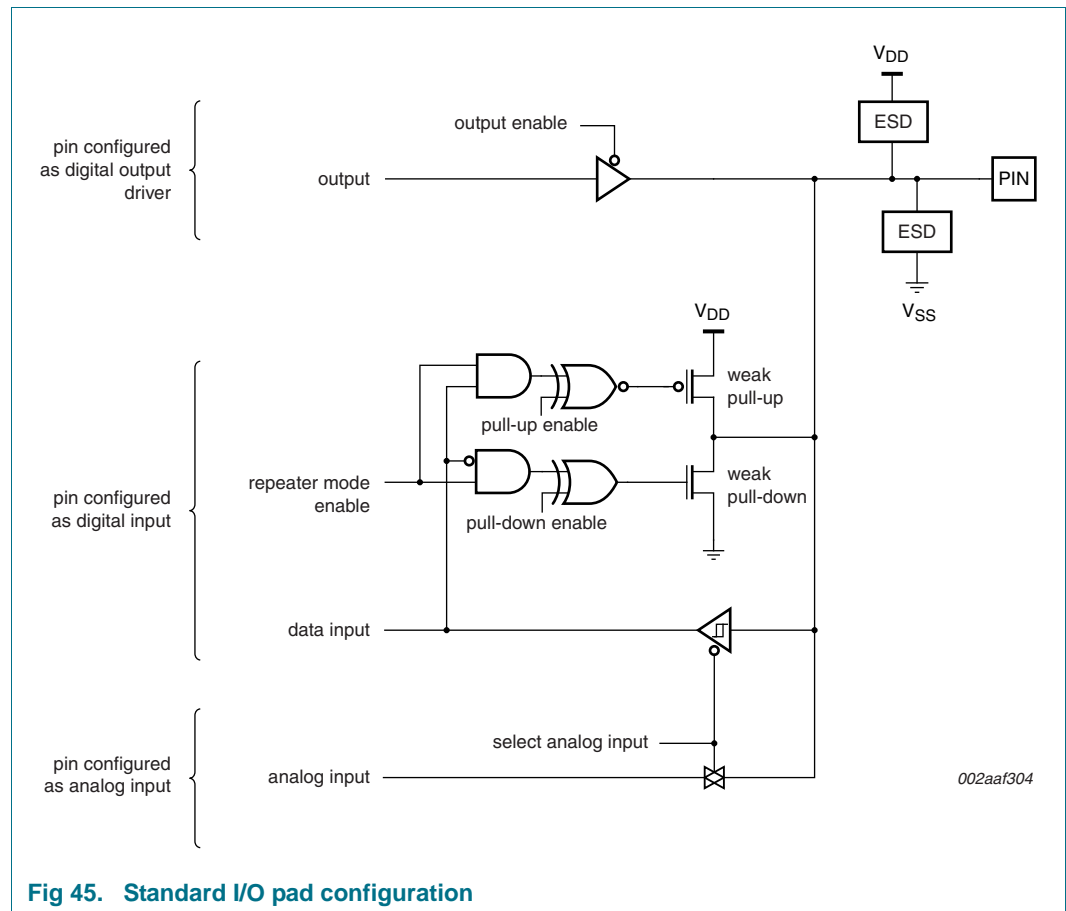 VDD
ESD
output enable
pin configured
as digital output
driver
output
PIN
ESD
VSS
VDD
weak
pull-up
pull-up enable
repeater mode
enable
weak
pull-down
pin configured
as digital input
pull-down enable
data input
select analog input
pin configured
as analog input
analog input
002aaf304
Fig 45. Standard I/O pad configuration